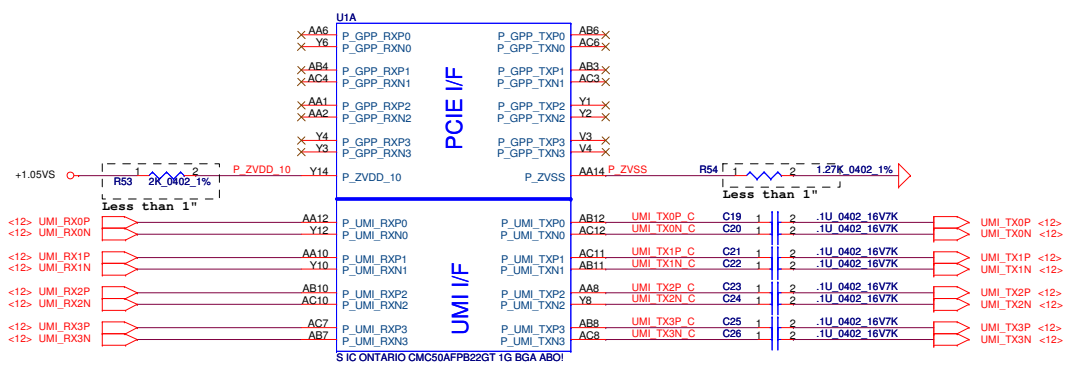 U1A
AA6 P_GPP_RXP0 P_GPP_TXP0 AB6
Y6 P_GPP_RXN0 P_GPP_TXN0 AC6
AB4 P_GPP_RXP1 P_GPP_TXP1 AB3
AC4 P_GPP_RXN1 P_GPP_TXN1 AC3
PCIE I/F
AA1 P_GPP_RXP2 P_GPP_TXP2 Y1
AA2 P_GPP_RXN2 P_GPP_TXN2 Y2
Y4 P_GPP_RXP3 P_GPP_TXP3 V3
Y3 P_GPP_RXN3 P_GPP_TXN3 V4
+1.05VS 1 2 P_ZVDD_10 Y14 P_ZVDD_10 P_ZVSS AA14 P_ZVSS R54 1 2 1.27K_0402_1%
R53 2K_0402_1%
Less than 1" Less than 1"
<12> UMI_RX0P AA12 P_UMI_RXP0 P_UMI_TXP0 AB12 UMI_TX0P_C C19 1 2 .1U_0402_16V7K UMI_TX0P <12>
<12> UMI_RX0N Y12 P_UMI_RXN0 P_UMI_TXN0 AC12 UMI_TX0N_C C20 .1U_0402_16V7K UMI_TX0N <12>
<12> UMI_RX1P AA10 P_UMI_RXP1 P_UMI_TXP1 AC11 UMI_TX1P_C C21 .1U_0402_16V7K UMI_TX1P <12>
<12> UMI_RX1N Y10 P_UMI_RXN1 P_UMI_TXN1 AB11 UMI_TX1N_C C22 1 2 .1U_0402_16V7K UMI_TX1N <12>
UMI I/F
<12> UMI_RX2P AB10 P_UMI_RXP2 P_UMI_TXP2 AA8 UMI_TX2P_C C23 1 2 .1U_0402_16V7K UMI_TX2P <12>
<12> UMI_RX2N AC10 P_UMI_RXN2 P_UMI_TXN2 Y8 UMI_TX2N_C C24 .1U_0402_16V7K UMI_TX2N <12>
<12> UMI_RX3P AC7 P_UMI_RXP3 P_UMI_TXP3 AB8 UMI_TX3P_C C25 1 2 .1U_0402_16V7K UMI_TX3P <12>
<12> UMI_RX3N AB7 P_UMI_RXN3 P_UMI_TXN3 AC8 UMI_TX3N_C C26 .1U_0402_16V7K UMI_TX3N <12>
S IC ONTARIO CMC50AFPB22GT 1G BGA ABO!